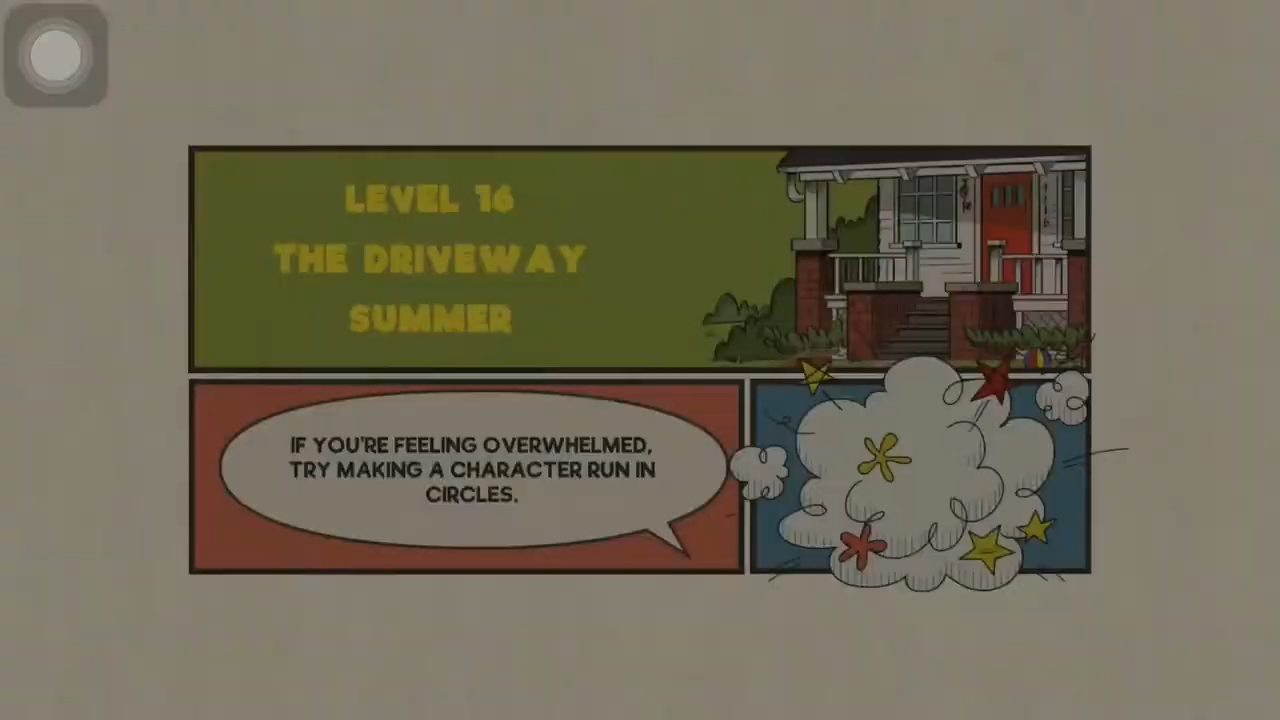 LEVEL 16
THE DRIVEWAY
SUMMER
IF YOU'RE FEELING OVERWHELMED,
TRY MAKING A CHARACTER RUN IN
CIRCLES.